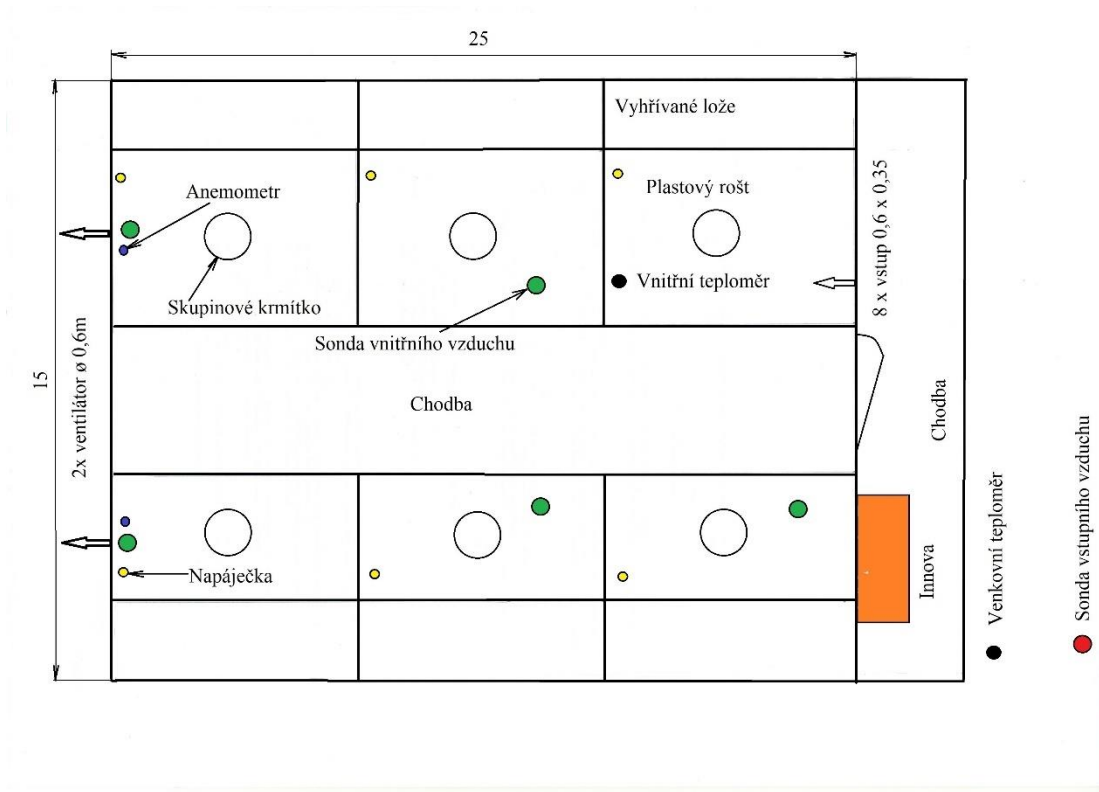 25
Vyhřívané lože
Anemometr
Plastový rošt
8 x vstup 0,6 x 0,35
Vnitřní teploměr
Skupinové krmítko
Sonda vnitřního vzduchu
15
2x ventilátor ø 0,6m
Chodba
Chodba
Napáječka
Innova
Venkovní teploměr
Sonda vstupního vzduchu